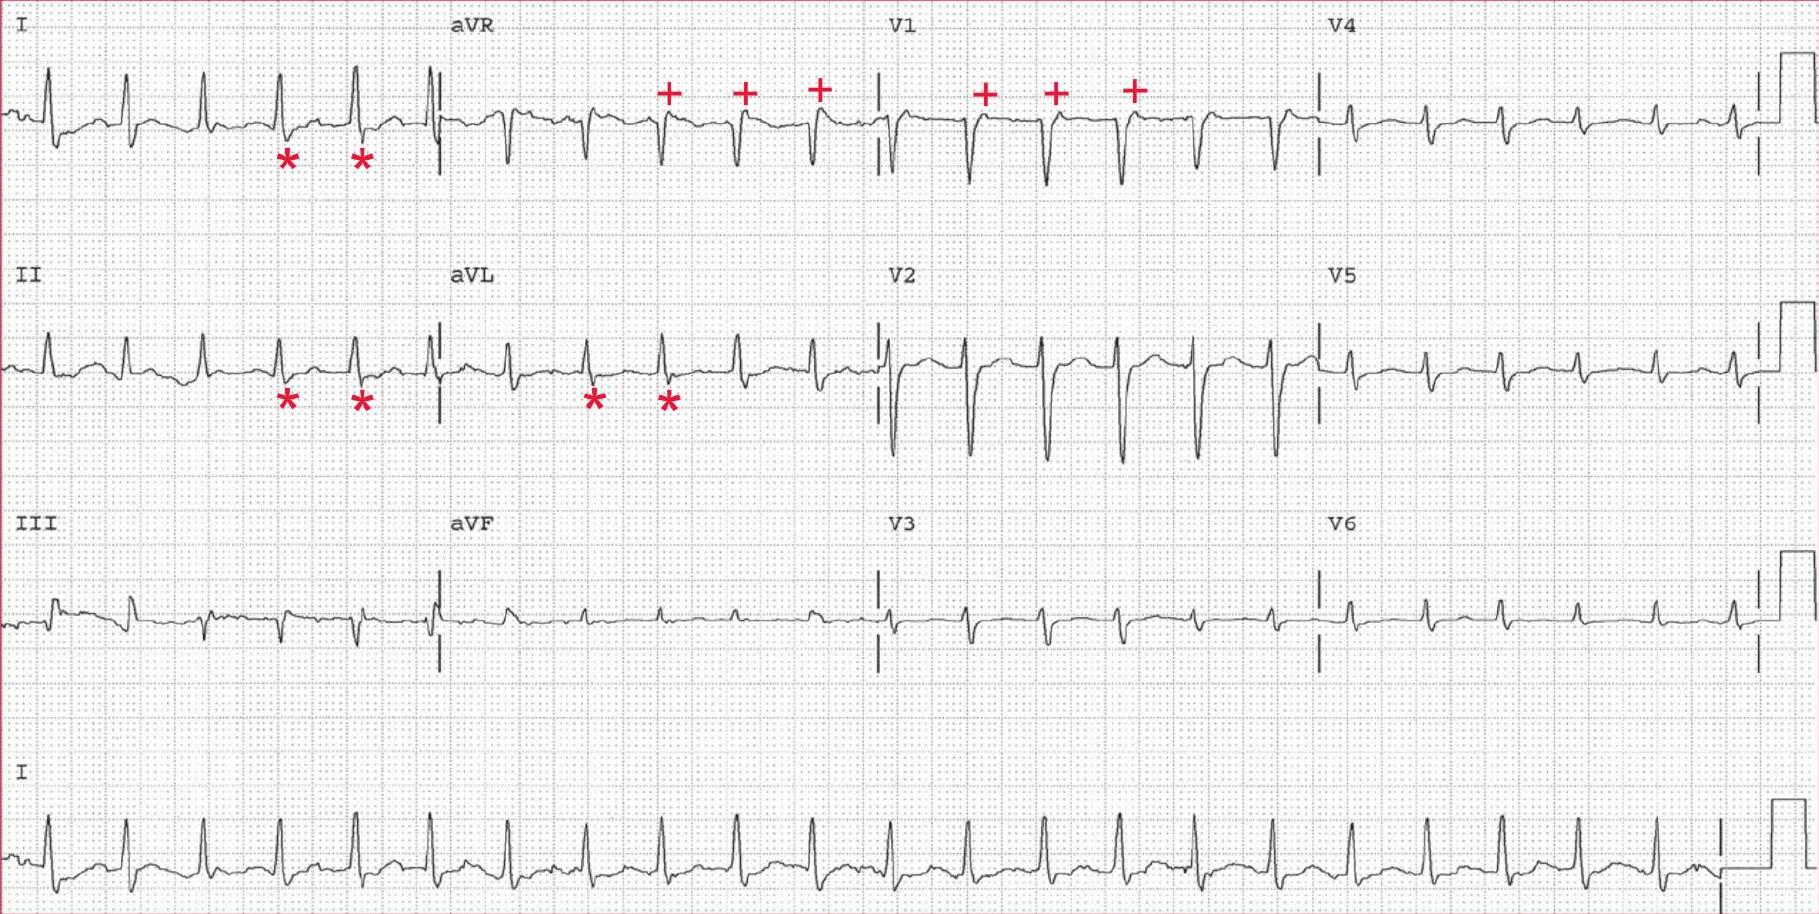 I aVR V1 V4
+ + + + + +
* *
II aVL V2 V5
* * * *
III aVF V3 V6
I